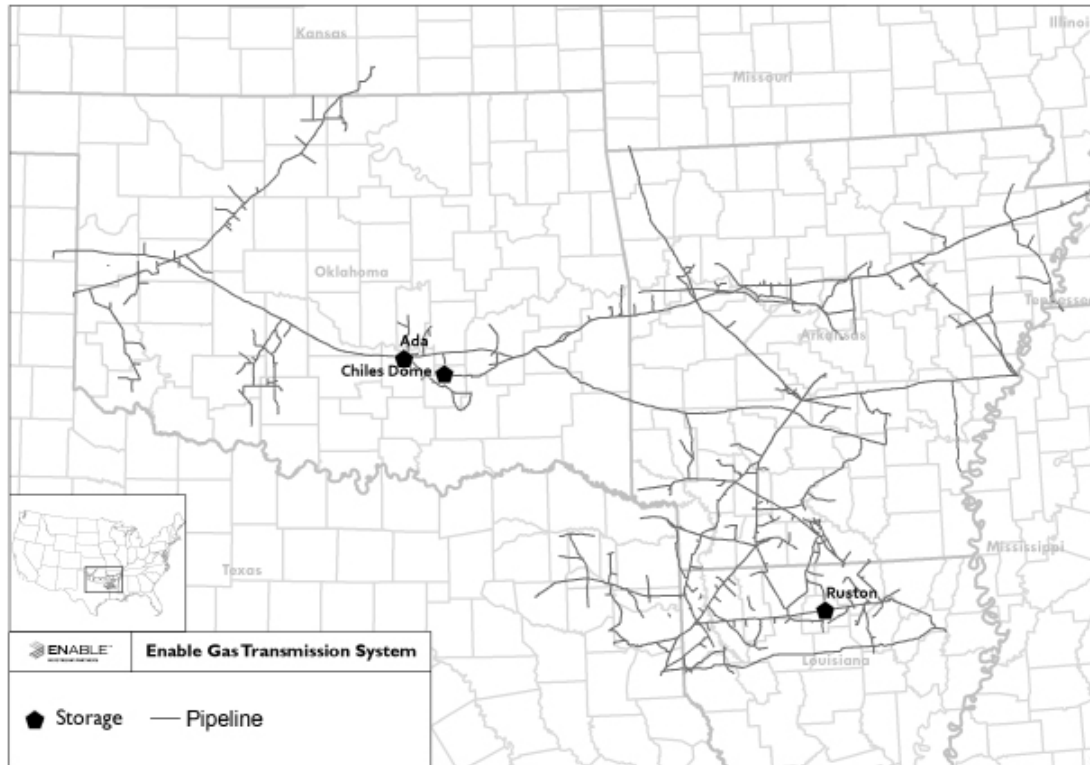 Kansas
Illinoi
Missouri
Oklahoma
Ada
Chiles Dome
Arkansas
Tennessee
Texas
Mississippi
Ruston
Louisiana
ENABLE
Enable Gas Transmission System
Storage
Pipeline